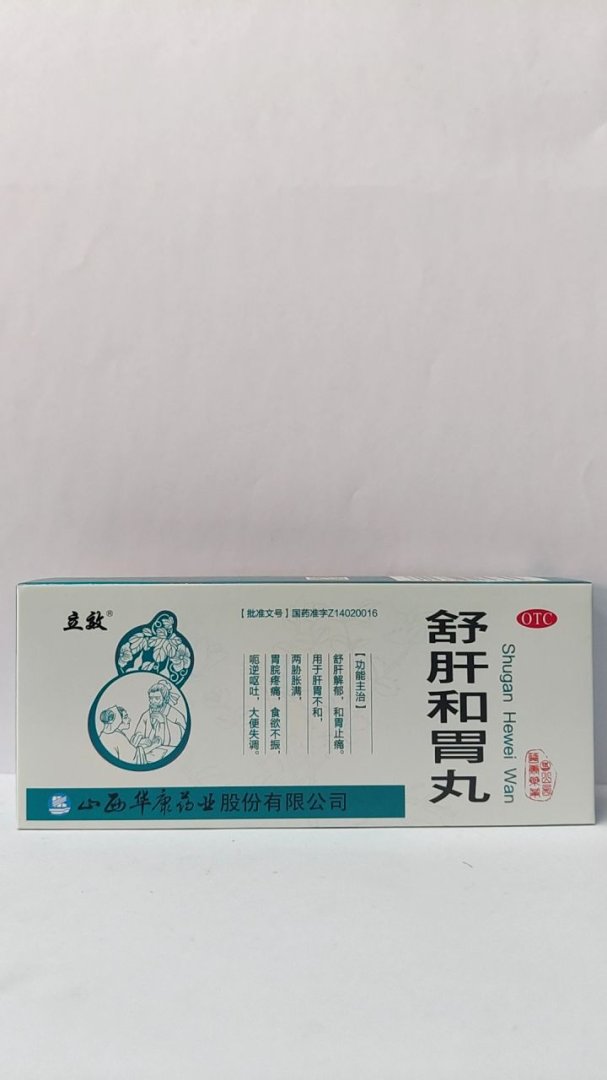 立效®
【批准文号】国药准字Z14020016
【功能主治】
舒肝解郁，和胃止痛。
用于肝胃不和，
两胁胀满，
胃脘疼痛，食欲不振，
呃逆呕吐，大便失调。
舒肝和胃丸
Shugan Hewei Wan
OTC
山西华康药业股份有限公司